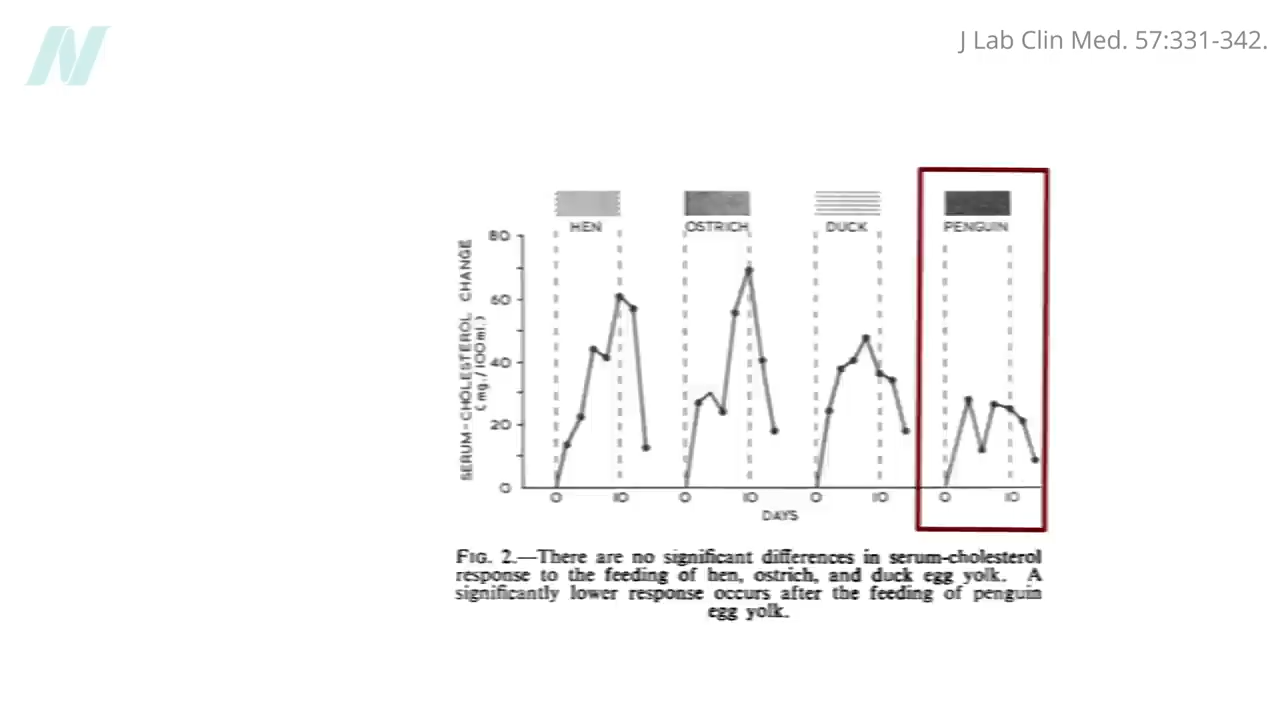 J Lab Clin Med. 57:331-342.
HEN OSTRICH DUCK PENGUIN
SERUM-CHOLESTEROL CHANGE
(mg./100ml.)
80
60
40
20
0
0 10 0 10 0 10 0 10
DAYS
FIG. 2.—There are no significant differences in serum-cholesterol
response to the feeding of hen, ostrich, and duck egg yolk. A
significantly lower response occurs after the feeding of penguin
egg yolk.